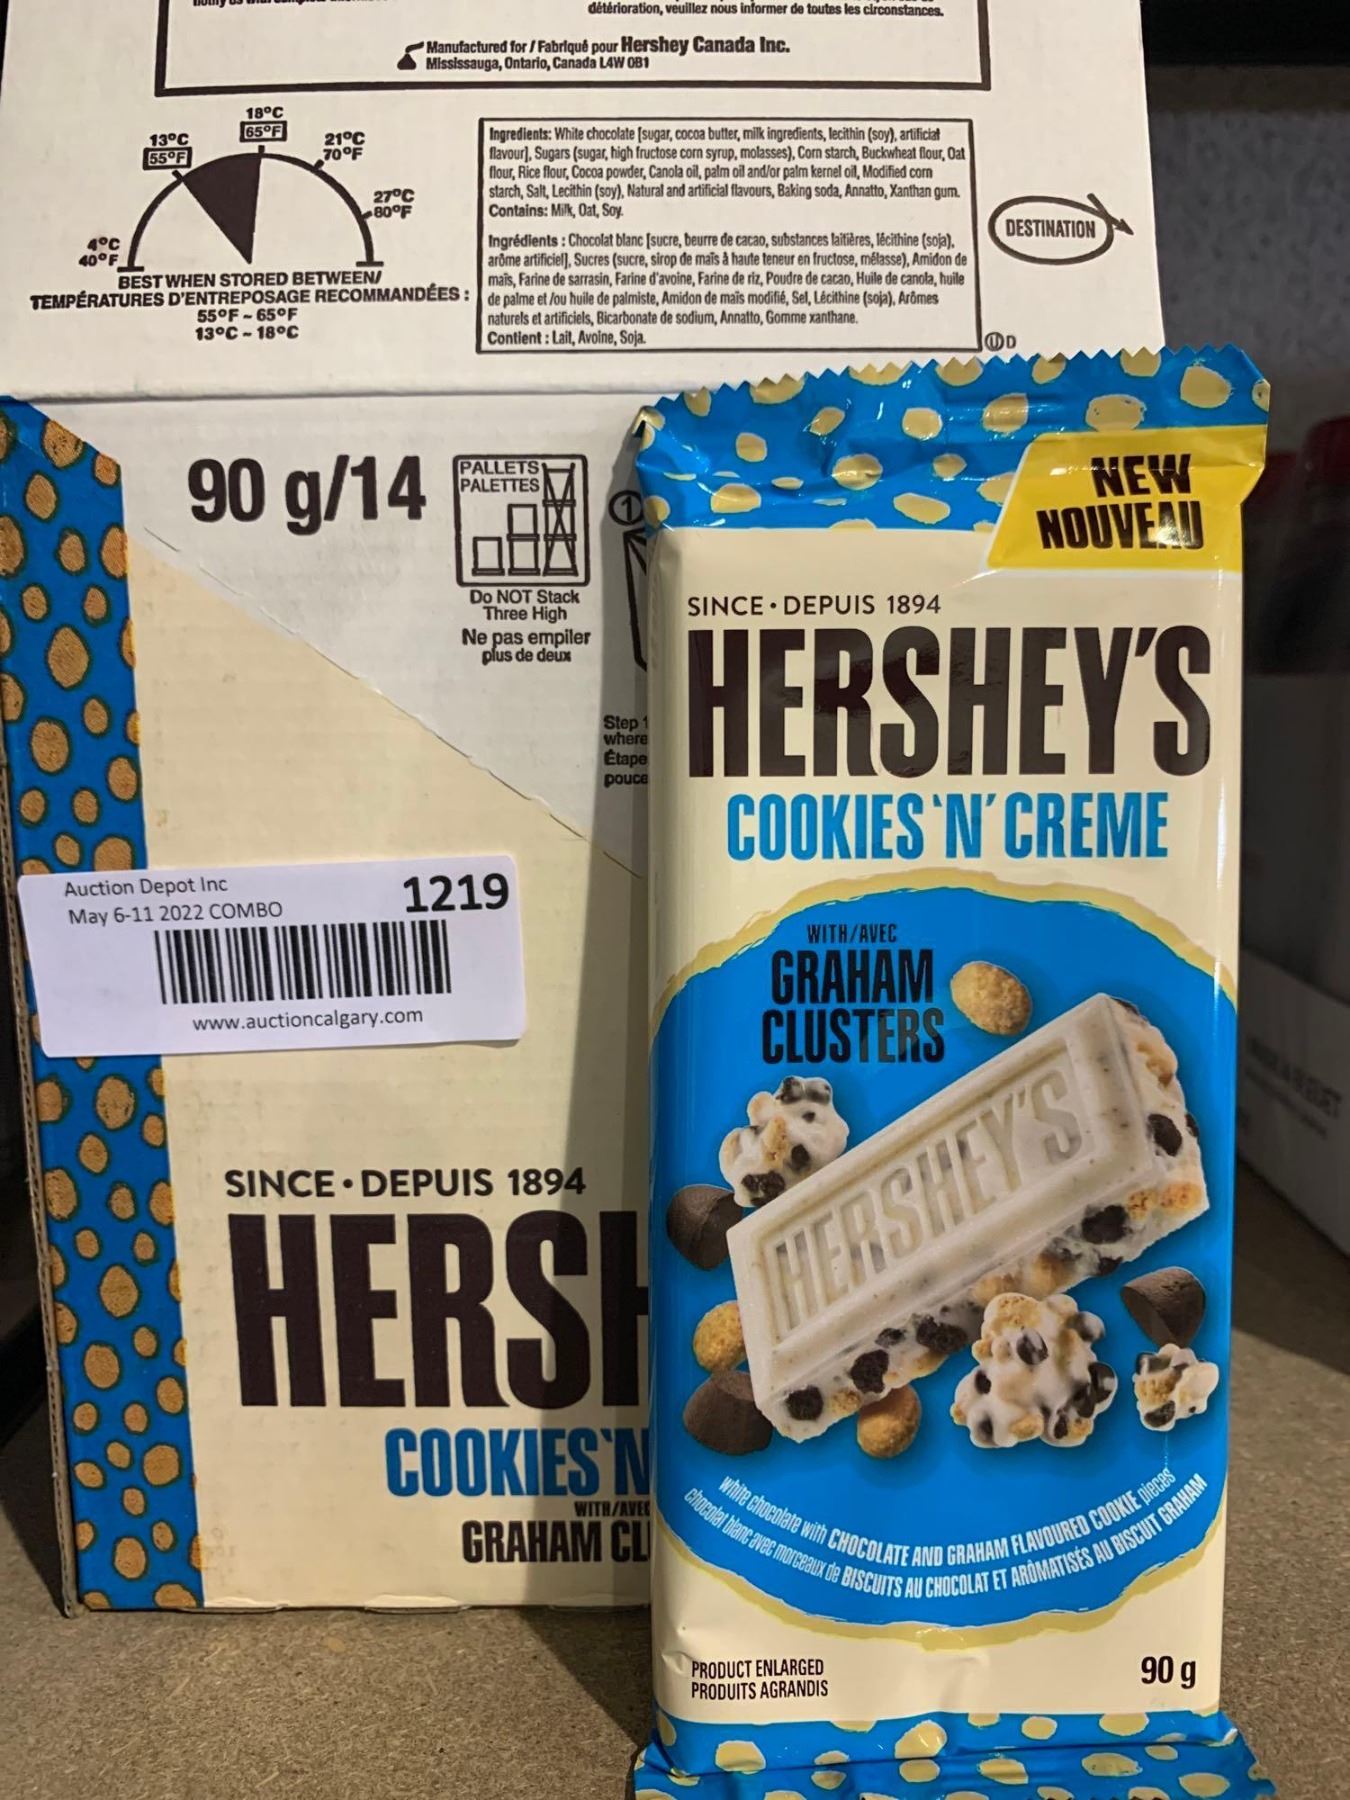 détérioration, veuillez nous informer de toutes les circonstances.
Manufactured for / Fabriqué pour Hershey Canada Inc.
Mississauga, Ontario, Canada L4W 0B1
18°C
65°F
13°C
55°F
21°C
70°F
27°C
80°F
4°C
40°F
BEST WHEN STORED BETWEEN/
TEMPÉRATURES D'ENTREPOSAGE RECOMMANDÉES :
55°F - 65°F
13°C - 18°C
Ingredients: White chocolate [sugar, cocoa butter, milk ingredients, lecithin (soy), artificial
flavour], Sugars (sugar, high fructose corn syrup, molasses), Corn starch, Buckwheat flour, Oat
flour, Rice flour, Cocoa powder, Canola oil, palm oil and/or palm kernel oil, Modified corn
starch, Salt, Lecithin (soy), Natural and artificial flavours, Baking soda, Annatto, Xanthan gum.
Contains: Milk, Oat, Soy.
Ingrédients : Chocolat blanc [sucre, beurre de cacao, substances laitières, lécithine (soja),
arôme artificiel], Sucres (sucre, sirop de maïs à haute teneur en fructose, mélasse), Amidon de
maïs, Farine de sarrasin, Farine d'avoine, Farine de riz, Poudre de cacao, Huile de canola, huile
de palme et /ou huile de palmiste, Amidon de maïs modifié, Sel, Lécithine (soja), Arômes
naturels et artificiels, Bicarbonate de sodium, Annatto, Gomme xanthane.
Contient : Lait, Avoine, Soja.
DESTINATION
U D
90 g/14
PALLETS
PALETTES
Do NOT Stack
Three High
Ne pas empiler
plus de deux
1
Step 1
where
Étape
pouce
Auction Depot Inc
May 6-11 2022 COMBO
1219
www.auctioncalgary.com
SINCE • DEPUIS 1894
HERSH
COOKIES 'N
WITH/AVEC
GRAHAM CL
NEW
NOUVEAU
SINCE • DEPUIS 1894
HERSHEY'S
COOKIES 'N' CREME
WITH/AVEC
GRAHAM
CLUSTERS
HERSHEY'S
white chocolate with CHOCOLATE AND GRAHAM FLAVOURED COOKIE pieces
chocolat blanc avec morceaux de BISCUITS AU CHOCOLAT ET ARÔMATISÉS AU BISCUIT GRAHAM
PRODUCT ENLARGED
PRODUITS AGRANDIS
90 g